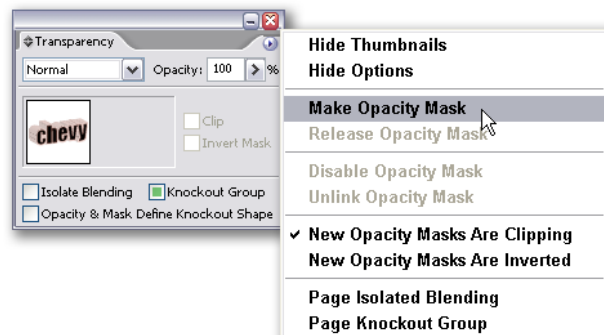 Transparency
Normal Opacity: 100 %
chevy
Clip
Invert Mask
Isolate Blending Knockout Group
Opacity & Mask Define Knockout Shape
Hide Thumbnails
Hide Options
Make Opacity Mask
Release Opacity Mask
Disable Opacity Mask
Unlink Opacity Mask
New Opacity Masks Are Clipping
New Opacity Masks Are Inverted
Page Isolated Blending
Page Knockout Group